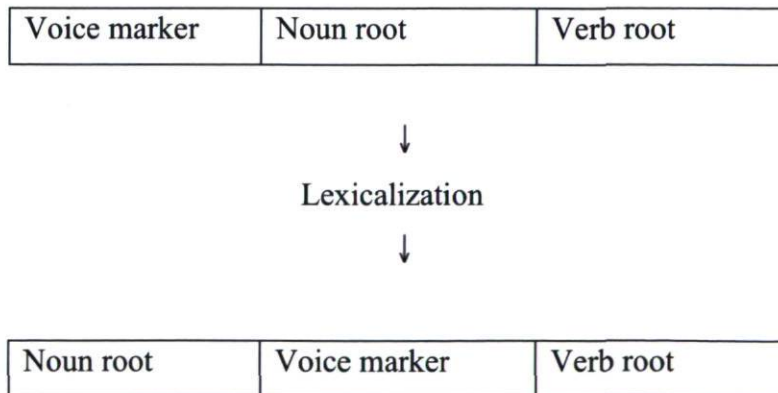 Voice marker Noun root Verb root
↓
Lexicalization
↓
Noun root Voice marker Verb root